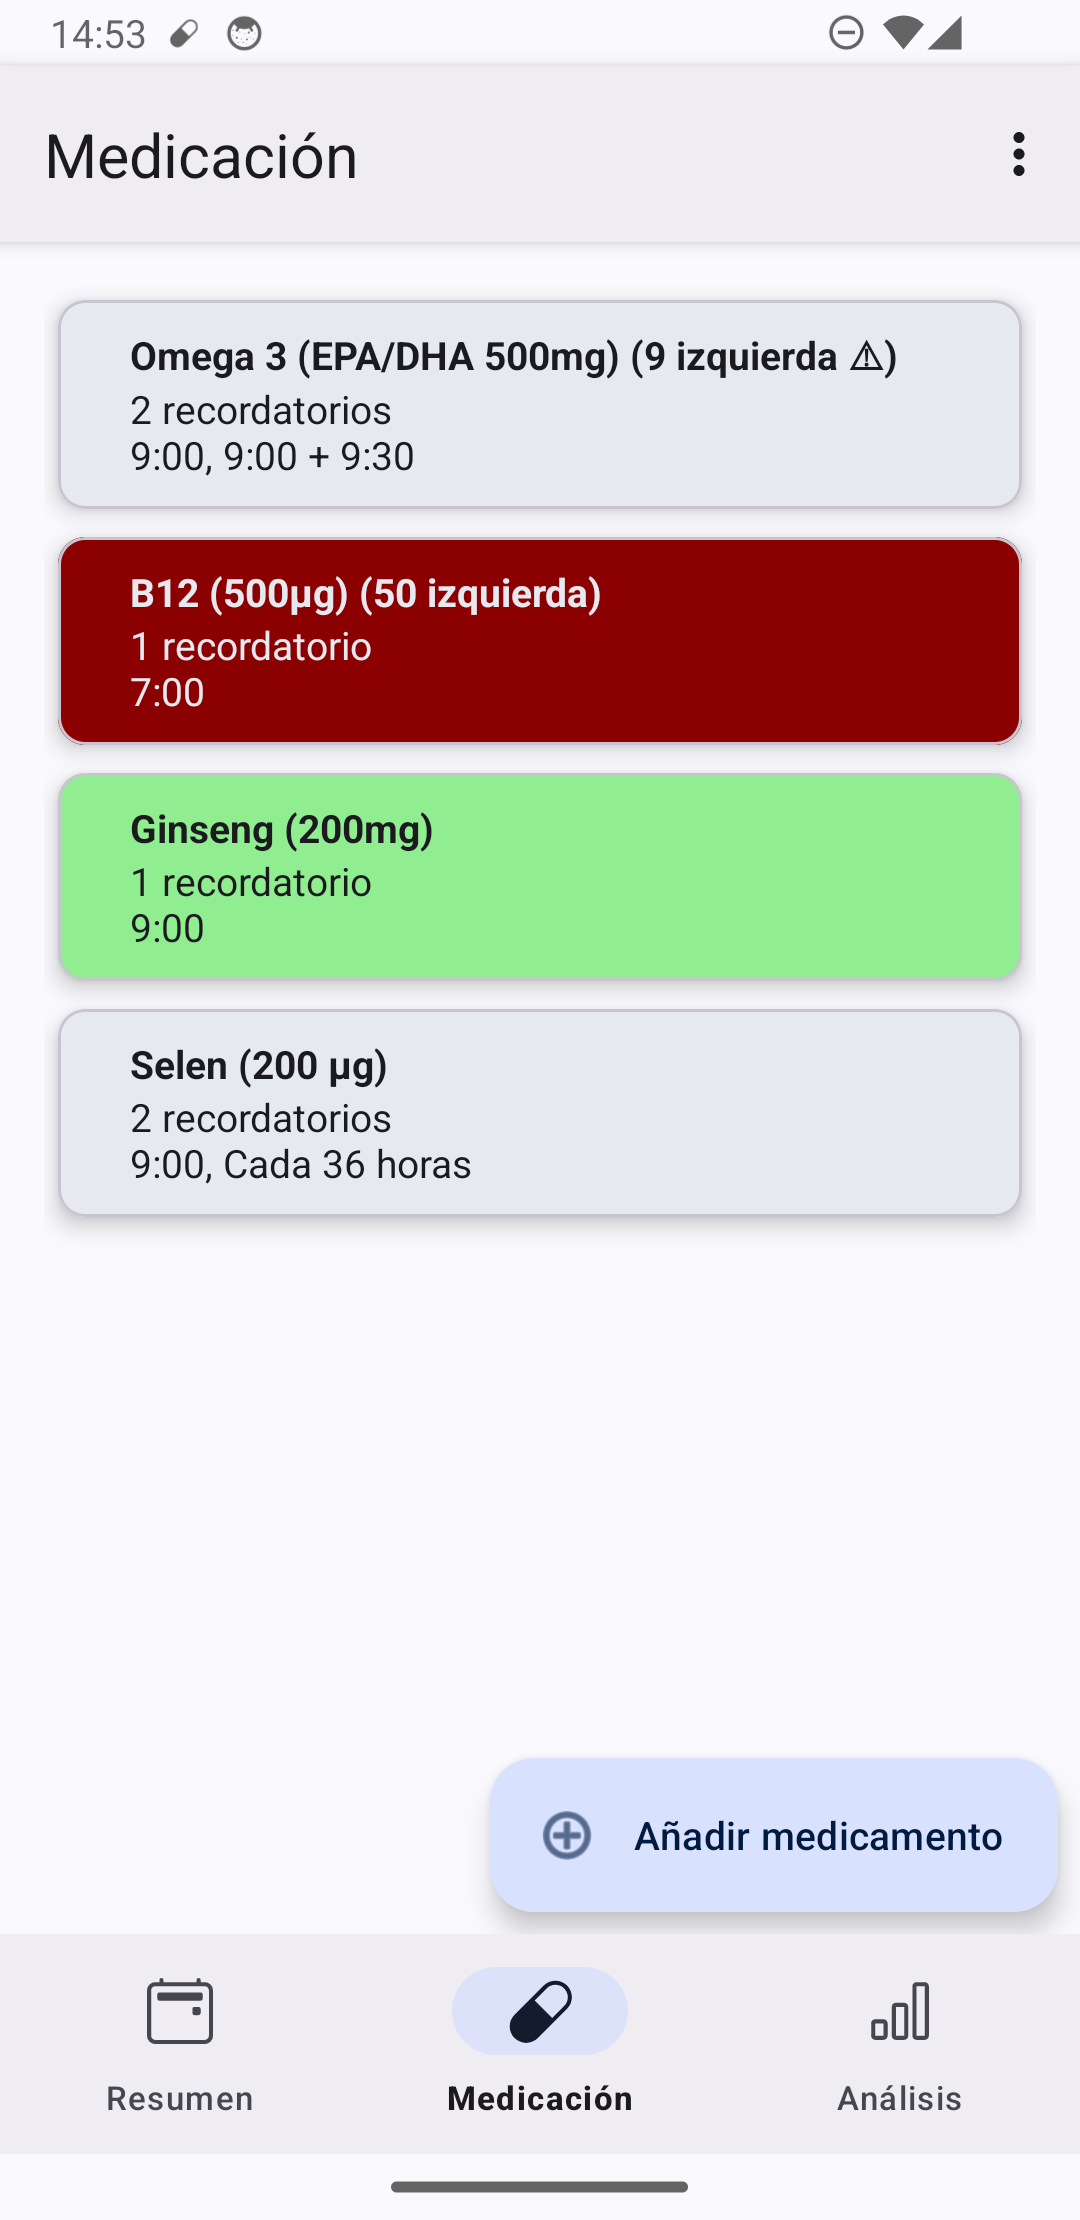 14:53
Medicación
Omega 3 (EPA/DHA 500mg) (9 izquierda ⚠)
2 recordatorios
9:00, 9:00 + 9:30
B12 (500µg) (50 izquierda)
1 recordatorio
7:00
Ginseng (200mg)
1 recordatorio
9:00
Selen (200 µg)
2 recordatorios
9:00, Cada 36 horas
Añadir medicamento
Resumen
Medicación
Análisis